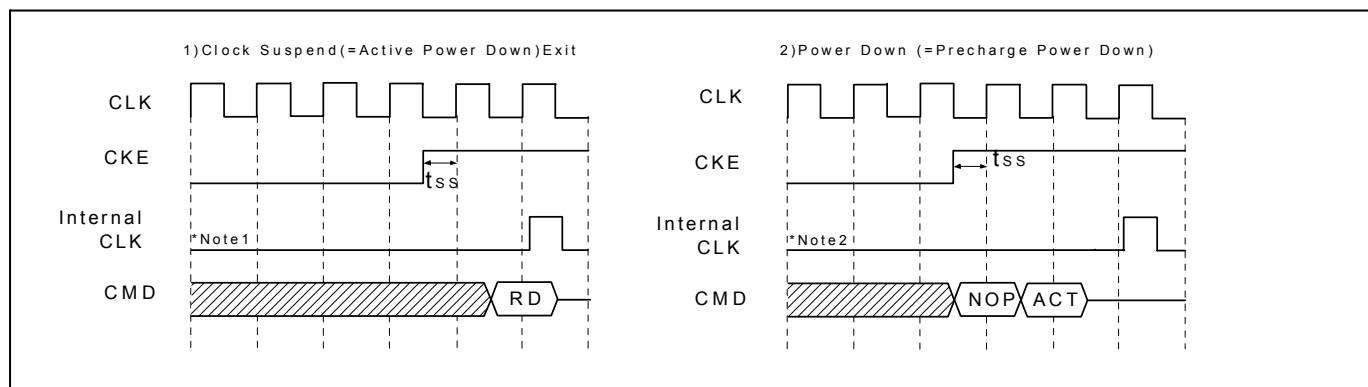 1)Clock Suspend(=Active Power Down)Exit
CLK
CKE
tss
Internal
CLK
*Note1
CMD
RD
2)Power Down (=Precharge Power Down)
CLK
CKE
tss
Internal
CLK
*Note2
CMD
NOP
ACT